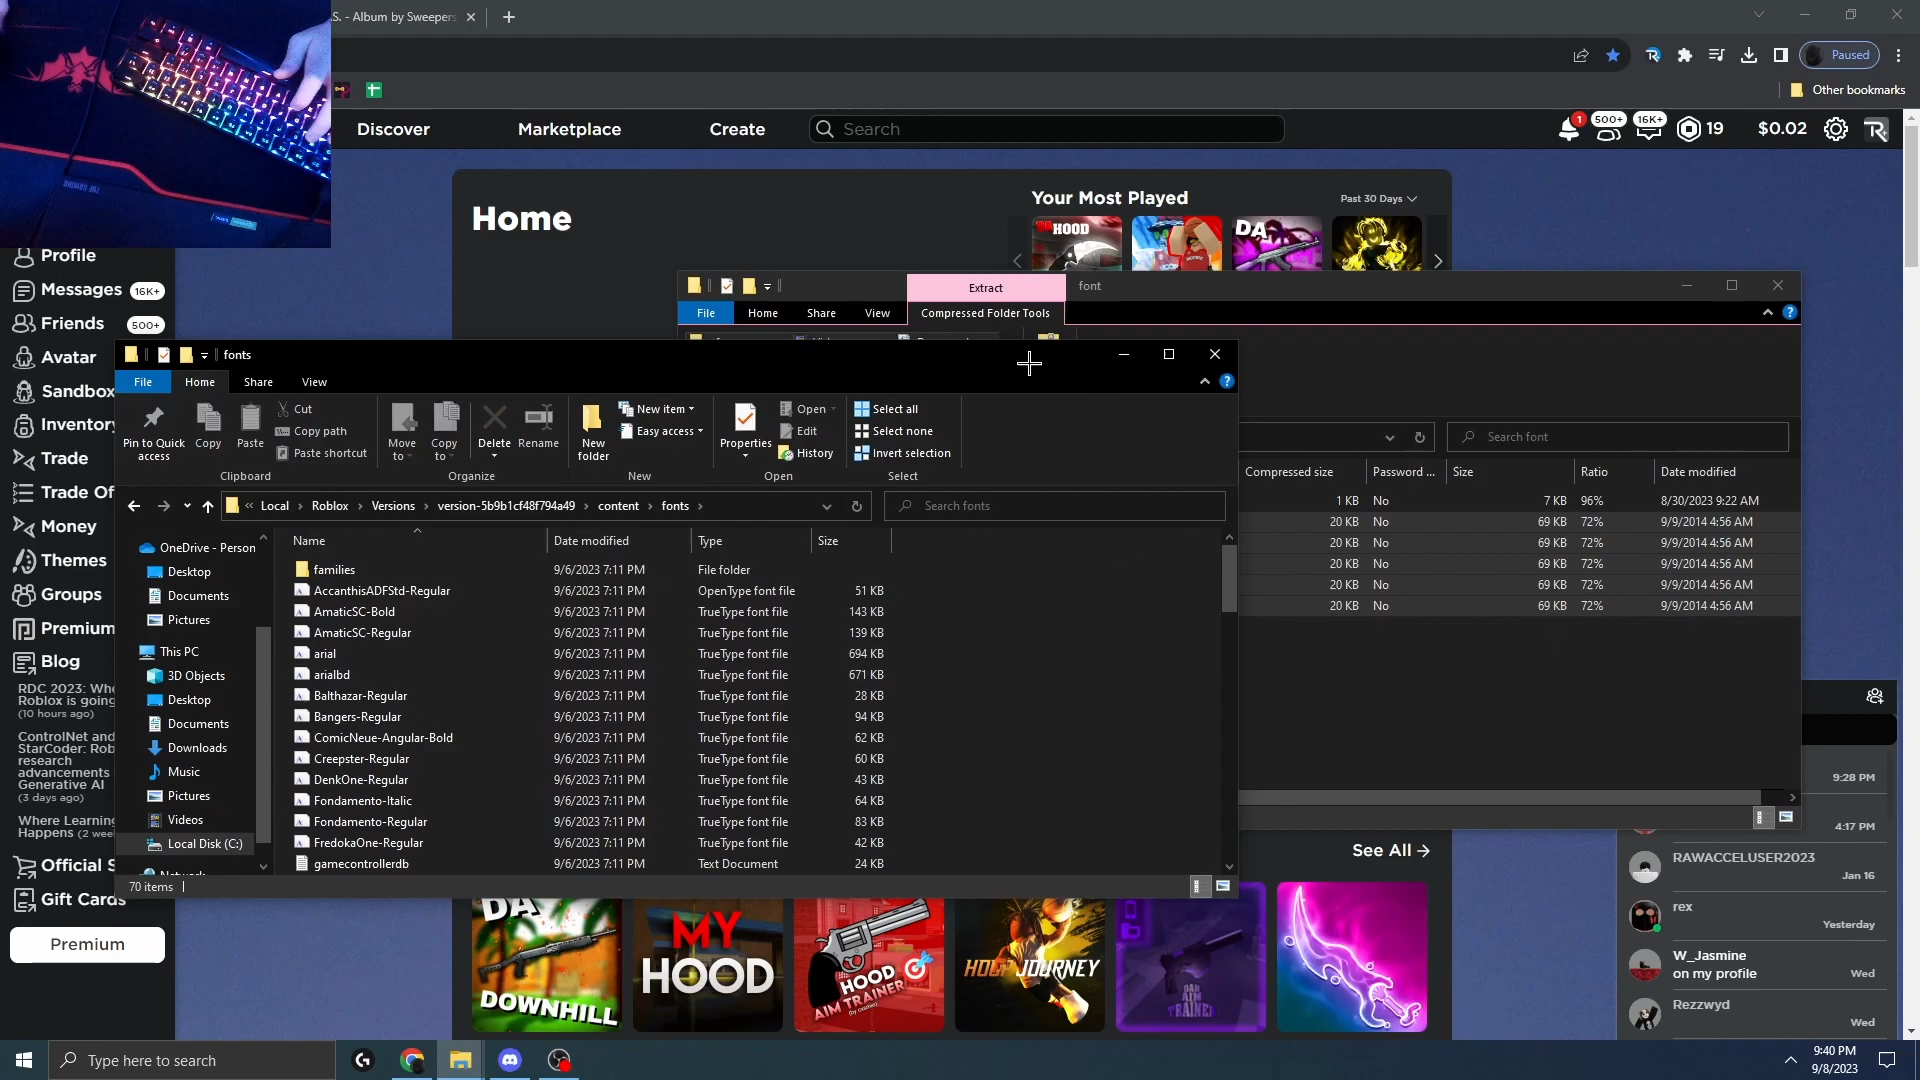 S. - Album by Sweepers
Paused
Other bookmarks
Discover
Marketplace
Create
Search
1
500+
16K+
19
$0.02
Home
Your Most Played
Past 30 Days
HOOD
DA
Profile
Messages
16K+
Friends
500+
Avatar
Sandbox
Inventory
Trade
Trade Of
Money
Themes
Groups
Premium
Blog
RDC 2023: Whe
Roblox is going
(10 hours ago)
ControlNet and
StarCoder: Rob
research
advancements
Generative AI
(3 days ago)
Where Learning
Happens (2 wee
Official S
Gift Cards
Premium
Extract
font
File
Home
Share
View
Compressed Folder Tools
Search font
Compressed size
Password ...
Size
Ratio
Date modified
1 KB No 7 KB 96% 8/30/2023 9:22 AM
20 KB No 69 KB 72% 9/9/2014 4:56 AM
20 KB No 69 KB 72% 9/9/2014 4:56 AM
20 KB No 69 KB 72% 9/9/2014 4:56 AM
20 KB No 69 KB 72% 9/9/2014 4:56 AM
20 KB No 69 KB 72% 9/9/2014 4:56 AM
fonts
File
Home
Share
View
Pin to Quick
access
Copy
Paste
Cut
Copy path
Paste shortcut
Clipboard
Move
to
Copy
to
Delete
Rename
Organize
New
folder
New item
Easy access
New
Properties
Open
Edit
History
Open
Select all
Select none
Invert selection
Select
« Local > Roblox > Versions > version-5b9b1cf48f794a49 > content > fonts >
Search fonts
OneDrive - Person
Desktop
Documents
Pictures
This PC
3D Objects
Desktop
Documents
Downloads
Music
Pictures
Videos
Local Disk (C:)
Network
Name Date modified Type Size
families 9/6/2023 7:11 PM File folder
AccanthisADFStd-Regular 9/6/2023 7:11 PM OpenType font file 51 KB
AmaticSC-Bold 9/6/2023 7:11 PM TrueType font file 143 KB
AmaticSC-Regular 9/6/2023 7:11 PM TrueType font file 139 KB
arial 9/6/2023 7:11 PM TrueType font file 694 KB
arialbd 9/6/2023 7:11 PM TrueType font file 671 KB
Balthazar-Regular 9/6/2023 7:11 PM TrueType font file 28 KB
Bangers-Regular 9/6/2023 7:11 PM TrueType font file 94 KB
ComicNeue-Angular-Bold 9/6/2023 7:11 PM TrueType font file 62 KB
Creepster-Regular 9/6/2023 7:11 PM TrueType font file 60 KB
DenkOne-Regular 9/6/2023 7:11 PM TrueType font file 43 KB
Fondamento-Italic 9/6/2023 7:11 PM TrueType font file 64 KB
Fondamento-Regular 9/6/2023 7:11 PM TrueType font file 83 KB
FredokaOne-Regular 9/6/2023 7:11 PM TrueType font file 42 KB
gamecontrollerdb 9/6/2023 7:11 PM Text Document 24 KB
70 items
See All
DA
DOWNHILL
MY
HOOD
HOOD
AIM TRAINER
HOOP JOURNEY
DAH
AIM
TRAINER
9:28 PM
4:17 PM
RAWACCELUSER2023
Jan 16
rex
Yesterday
W_Jasmine
on my profile
Wed
Rezzwyd
Wed
Type here to search
9:40 PM
9/8/2023
TUF GAMING